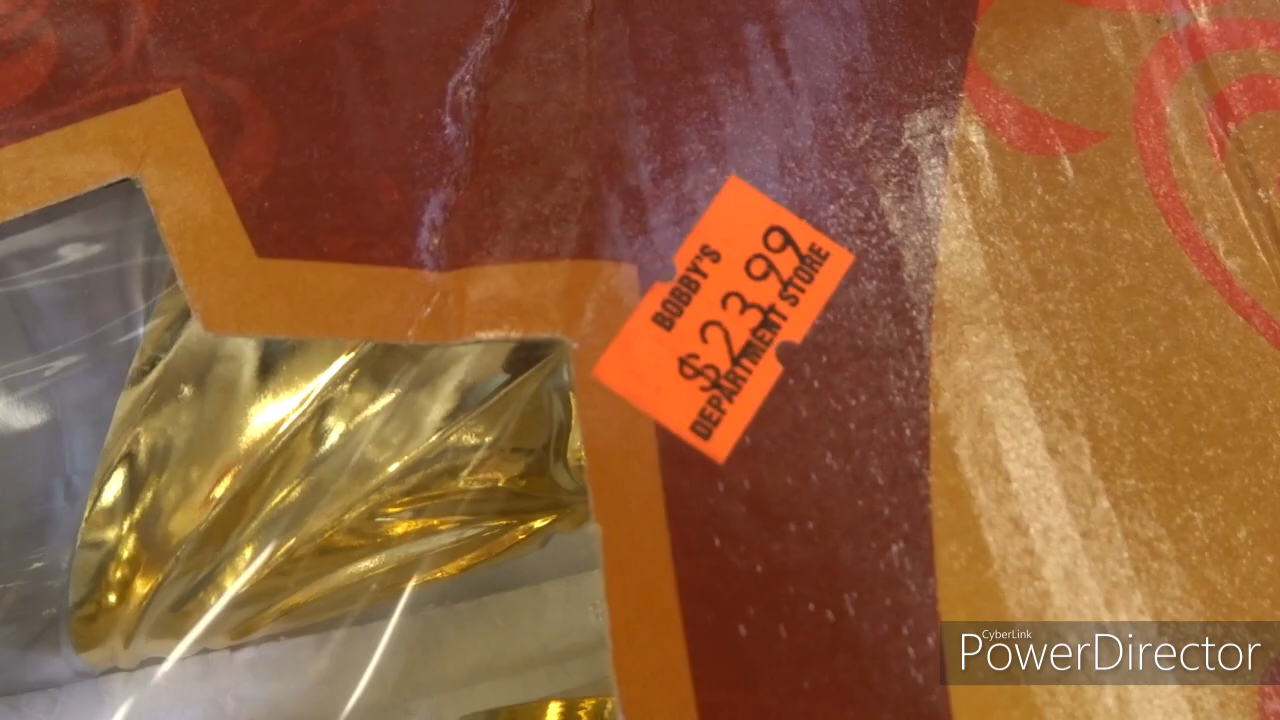 BOBBY'S
$23.99
DEPARTMENT STORE
CyberLink
PowerDirector